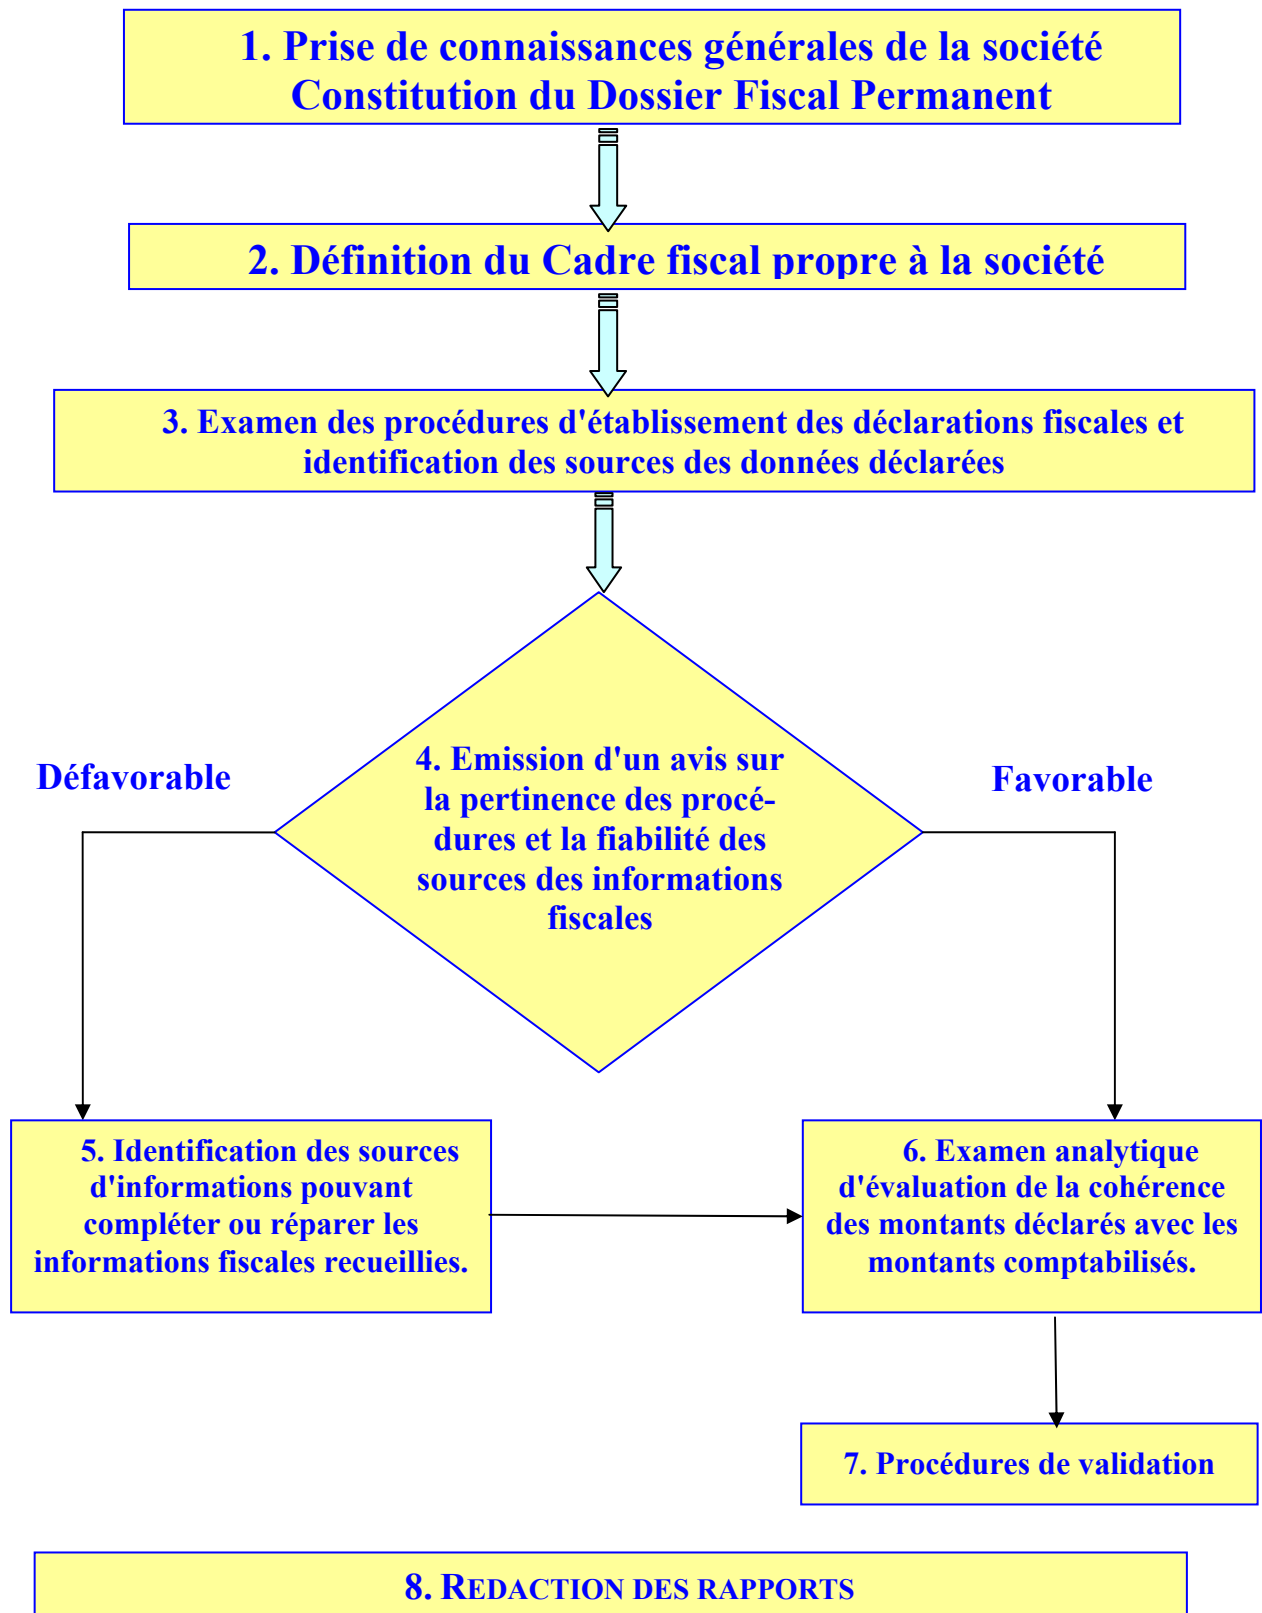 1. Prise de connaissances générales de la société
Constitution du Dossier Fiscal Permanent
2. Définition du Cadre fiscal propre à la société
3. Examen des procédures d'établissement des déclarations fiscales et
identification des sources des données déclarées
4. Emission d'un avis sur
la pertinence des procé-
dures et la fiabilité des
sources des informations
fiscales
Défavorable
Favorable
5. Identification des sources
d'informations pouvant
compléter ou réparer les
informations fiscales recueillies.
6. Examen analytique
d'évaluation de la cohérence
des montants déclarés avec les
montants comptabilisés.
7. Procédures de validation
8. REDACTION DES RAPPORTS